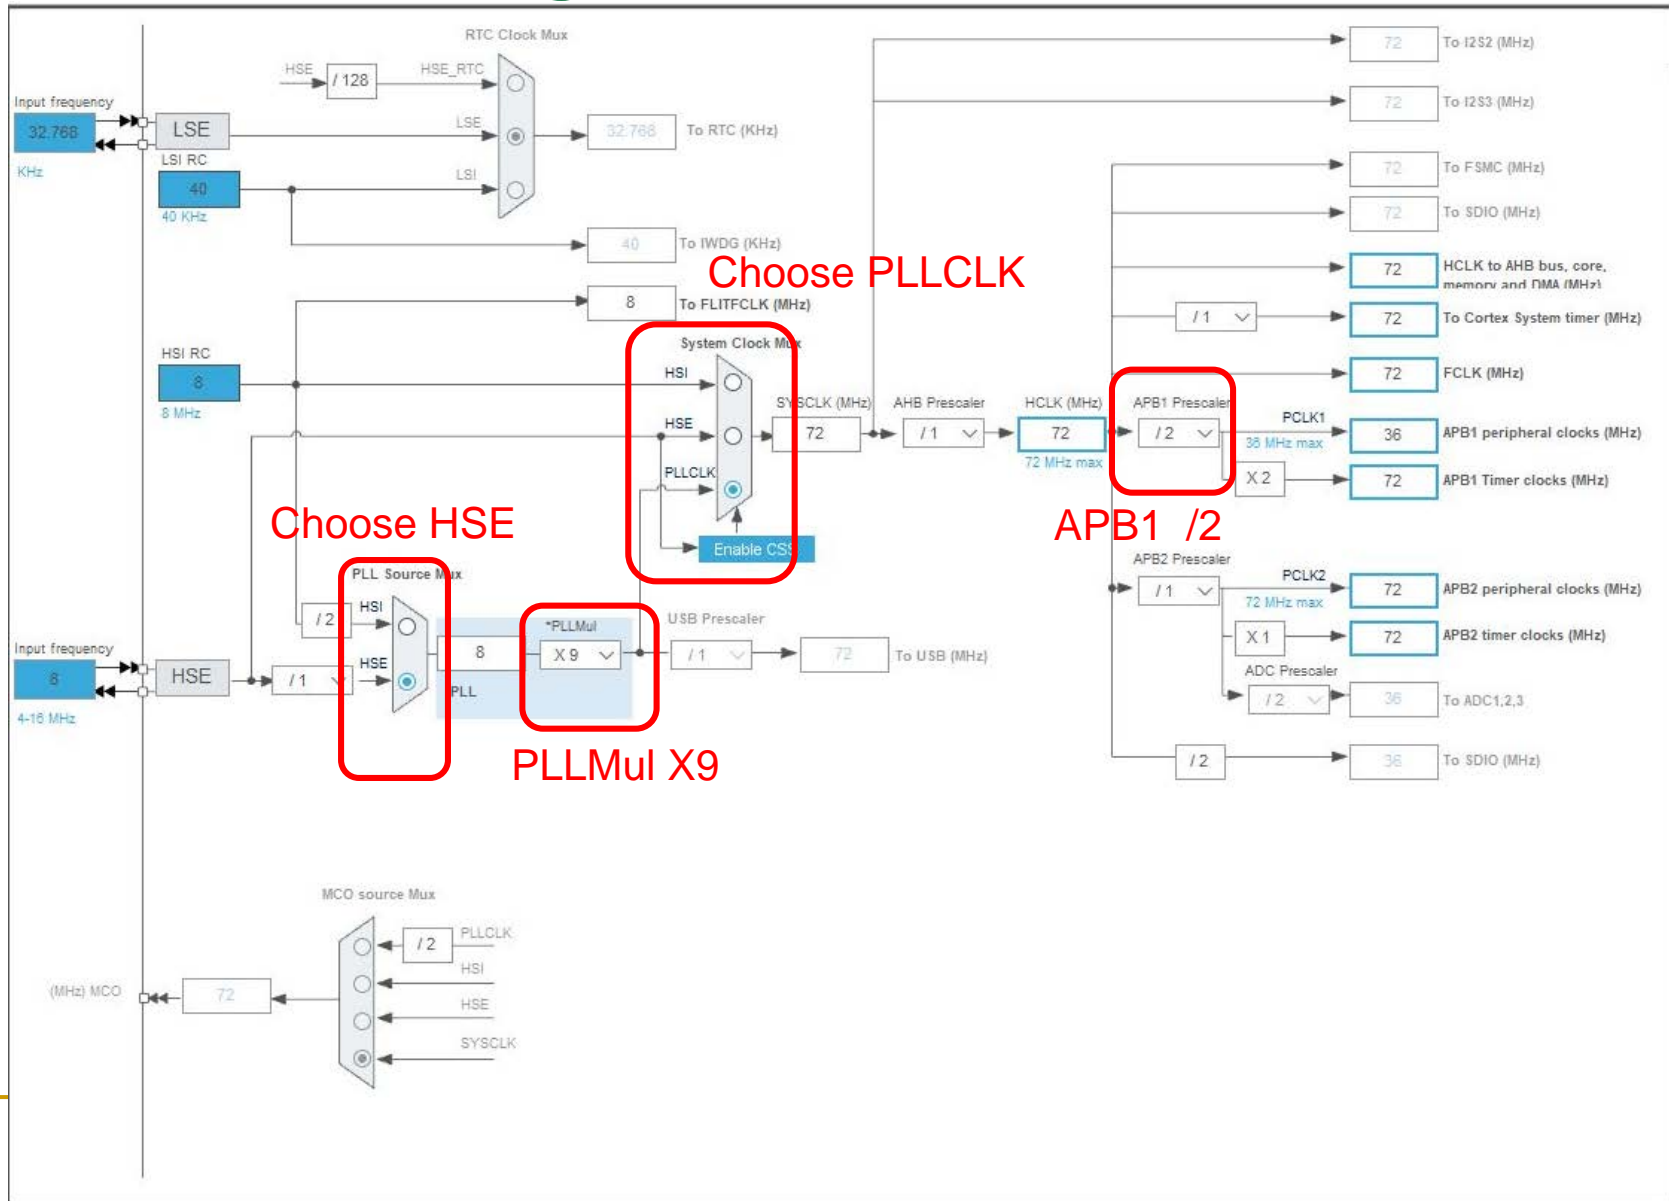 RTC Clock Mux
HSE
/ 128
HSE_RTC
Input frequency
32.768
KHz
LSE
LSE
32.768
To RTC (KHz)
LSI RC
40
40 KHz
LSI
40
To IWDG (KHz)
Choose PLLCLK
8
To FLITFCLK (MHz)
HSI RC
8
8 MHz
System Clock Mux
HSI
HSE
PLLCLK
Enable CSS
SYSCLK (MHz)
72
AHB Prescaler
/ 1
HCLK (MHz)
72
72 MHz max
APB1 Prescaler
/ 2
PCLK1
36 MHz max
X 2
APB1 /2
72
To I2S2 (MHz)
72
To I2S3 (MHz)
72
To FSMC (MHz)
72
To SDIO (MHz)
72
HCLK to AHB bus, core,
memory and DMA (MHz)
/ 1
72
To Cortex System timer (MHz)
72
FCLK (MHz)
36
APB1 peripheral clocks (MHz)
72
APB1 Timer clocks (MHz)
APB2 Prescaler
/ 1
PCLK2
72 MHz max
72
APB2 peripheral clocks (MHz)
X 1
72
APB2 timer clocks (MHz)
ADC Prescaler
/ 2
36
To ADC1,2,3
/ 2
36
To SDIO (MHz)
Choose HSE
PLL Source Mux
/ 2
HSI
HSE
Input frequency
8
4-16 MHz
HSE
/ 1
8
PLL
*PLLMul
X 9
PLLMul X9
USB Prescaler
/ 1
72
To USB (MHz)
MCO source Mux
/ 2
PLLCLK
HSI
HSE
SYSCLK
(MHz) MCO
72